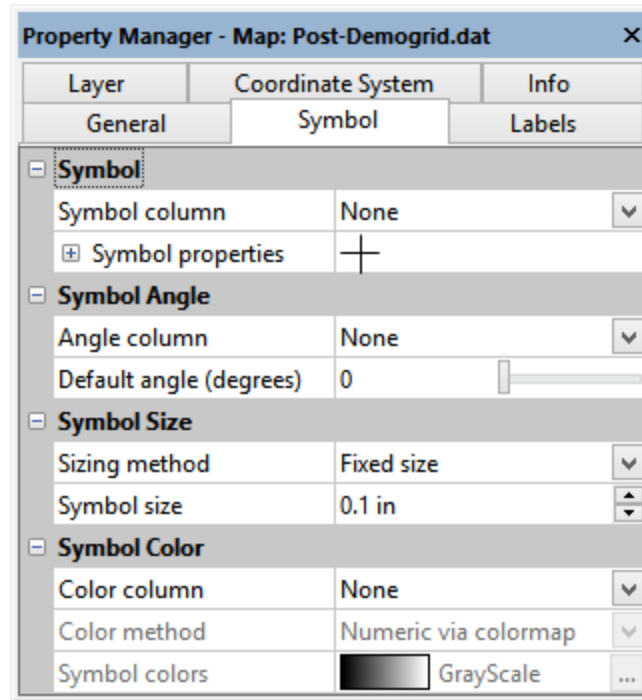 Property Manager - Map: Post-Demogrid.dat
Layer Coordinate System Info
General Symbol Labels
Symbol
Symbol column None
Symbol properties
Symbol Angle
Angle column None
Default angle (degrees) 0
Symbol Size
Sizing method Fixed size
Symbol size 0.1 in
Symbol Color
Color column None
Color method Numeric via colormap
Symbol colors GrayScale ...